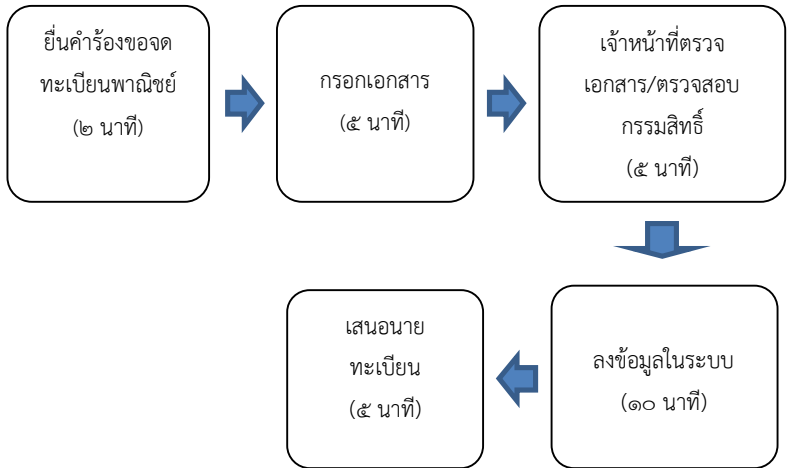 ยื่นคำร้องขอจด
ทะเบียนพาณิชย์
(๒ นาที)
กรอกเอกสาร
(๕ นาที)
เจ้าหน้าที่ตรวจ
เอกสาร/ตรวจสอบ
กรรมสิทธิ์
(๕ นาที)
ลงข้อมูลในระบบ
(๑๐ นาที)
เสนอนาย
ทะเบียน
(๕ นาที)